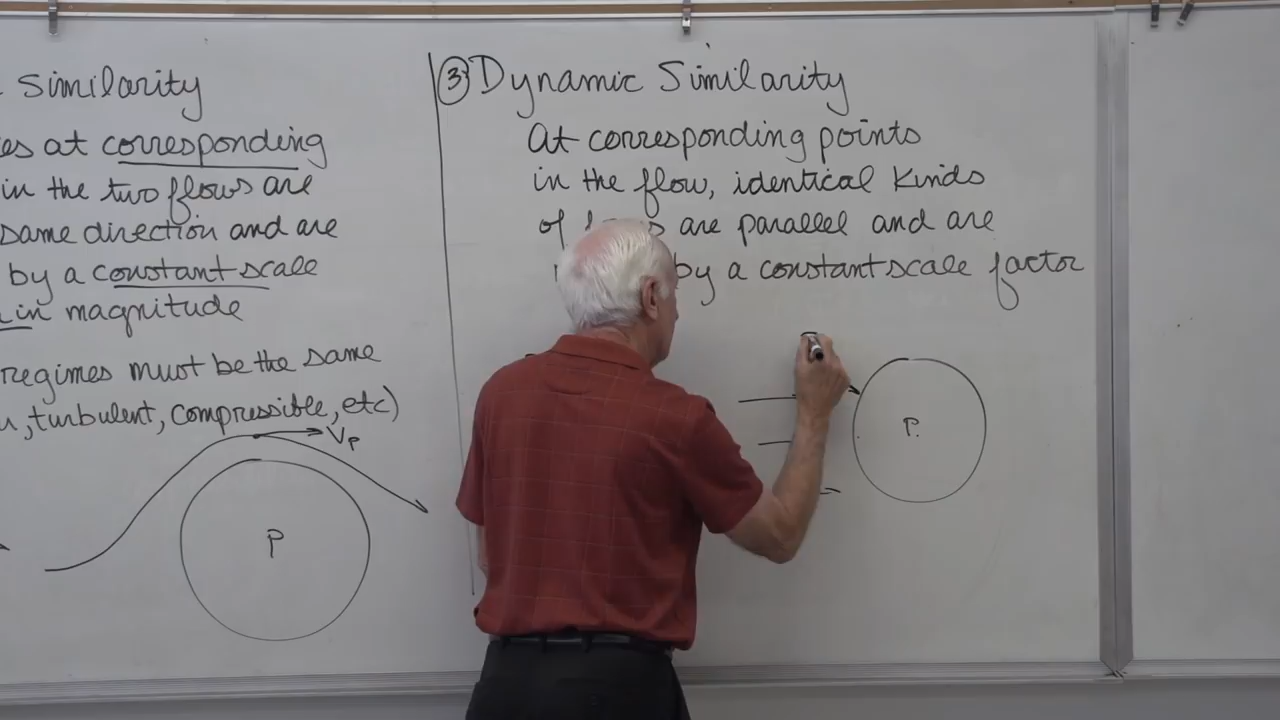 Similarity
at corresponding
in the two flows are
same direction and are
by a constant scale
in magnitude
regimes must be the same
, turbulent, compressible, etc)
VP
P
③ Dynamic Similarity
At corresponding points
in the flow, identical kinds
of are parallel and are
by a constant scale factor
P.